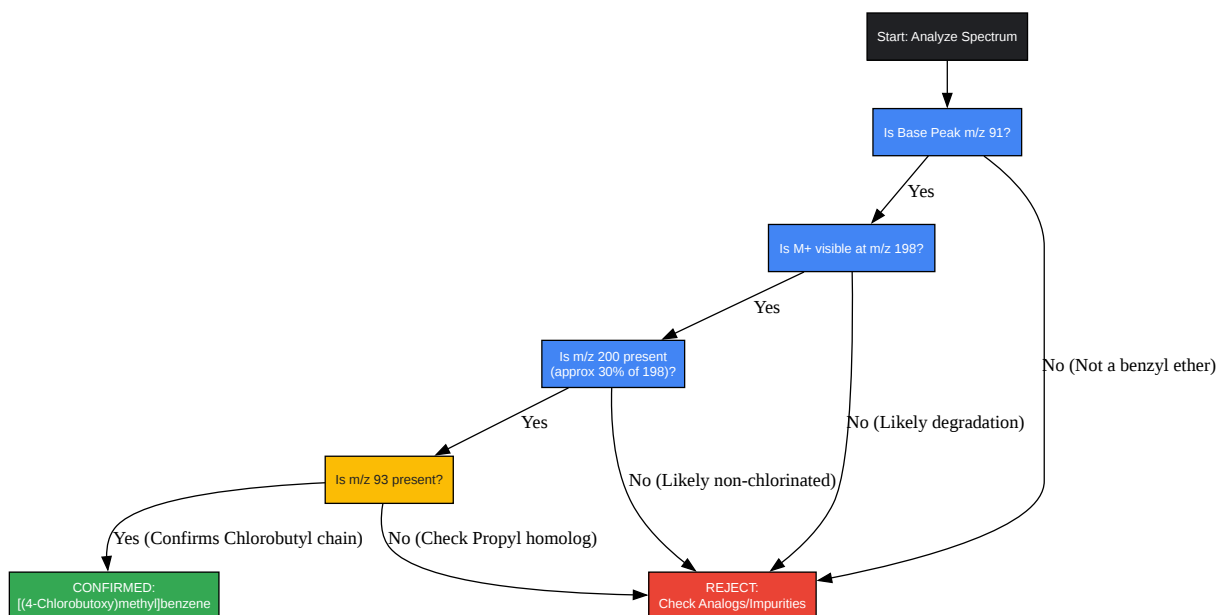 Start: Analyze Spectrum
Is Base Peak m/z 91?
Yes
Is M+ visible at m/z 198?
Yes
Is m/z 200 present
(approx 30% of 198)?
No (Not a benzyl ether)
Yes
No (Likely degradation)
Is m/z 93 present?
No (Likely non-chlorinated)
Yes (Confirms Chlorobutyl chain)
No (Check Propyl homolog)
CONFIRMED:
[(4-Chlorobutoxy)methyl]benzene
REJECT:
Check Analogs/Impurities